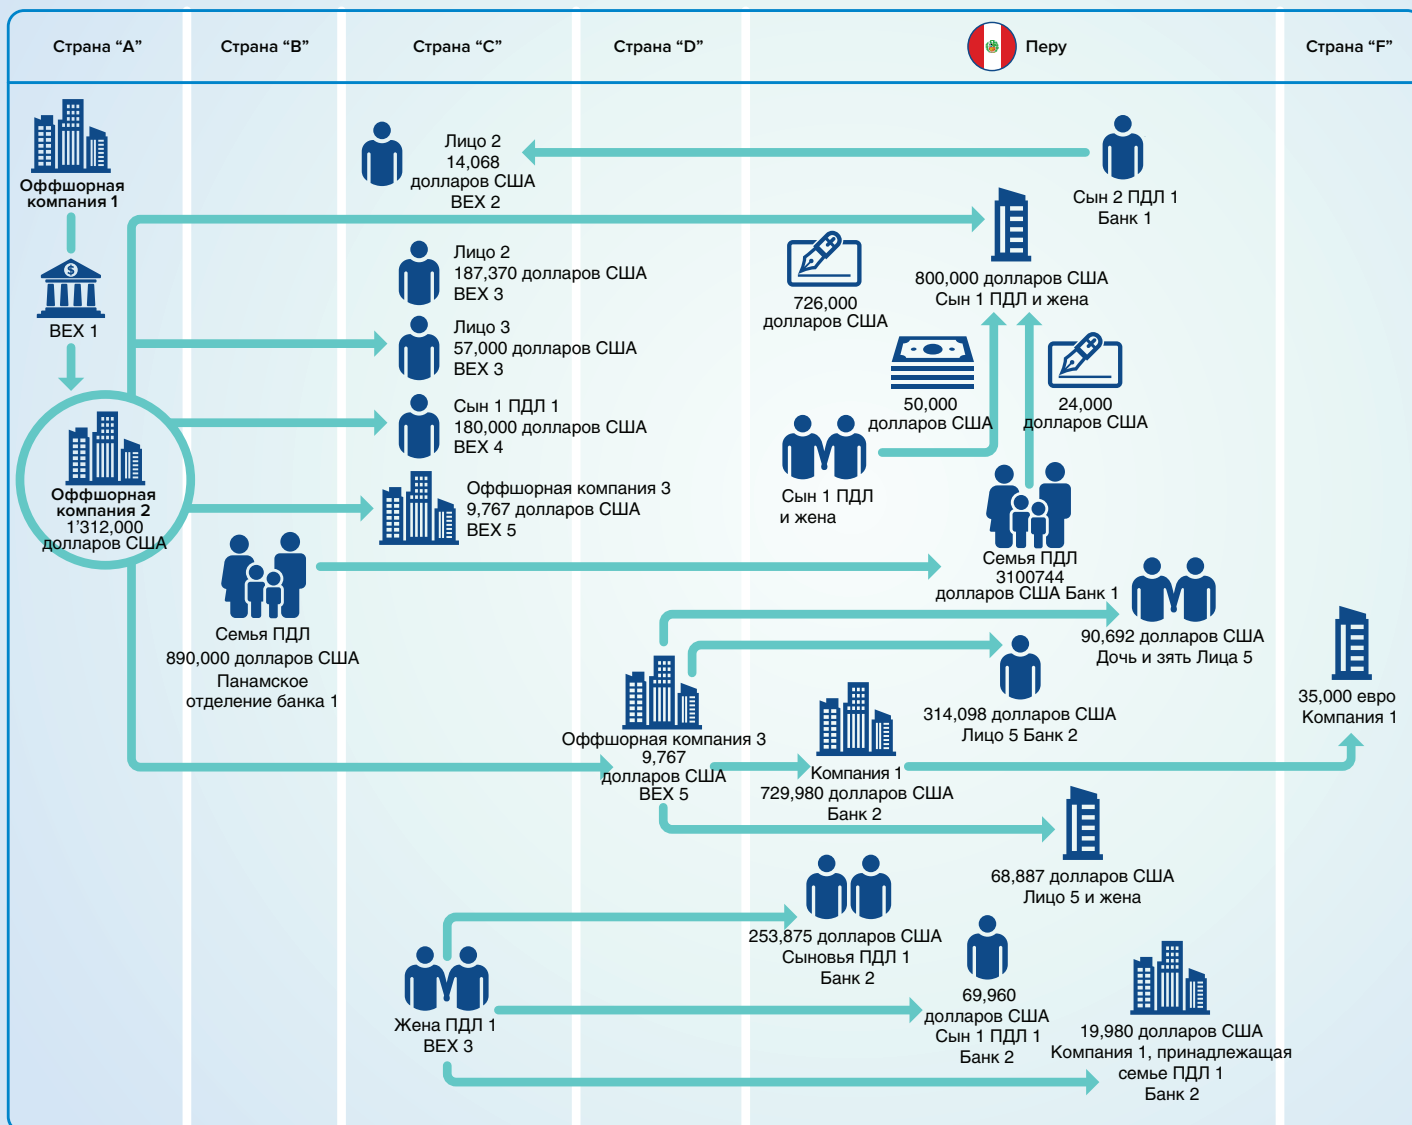 Страна “A”
Страна “B”
Страна “C”
Страна “D”
Перу
Страна “F”
Оффшорная
компания 1
BEX 1
Оффшорная
компания 2
1’312,000
долларов США
Семья ПДЛ
890,000 долларов США
Панамское
отделение банка 1
Лицо 2
14,068
долларов США
BEX 2
Лицо 2
187,370 долларов США
BEX 3
Лицо 3
57,000 долларов США
BEX 3
Сын 1 ПДЛ 1
180,000 долларов США
BEX 4
Оффшорная компания 3
9,767 долларов США
BEX 5
Жена ПДЛ 1
BEX 3
Оффшорная компания 3
9,767
долларов США
BEX 5
Сын 2 ПДЛ 1
Банк 1
726,000
долларов США
800,000 долларов США
Сын 1 ПДЛ и жена
50,000
долларов США
24,000
долларов США
Сын 1 ПДЛ
и жена
Семья ПДЛ
3100744
долларов США Банк 1
90,692 долларов США
Дочь и зять Лица 5
314,098 долларов США
Лицо 5 Банк 2
Компания 1
729,980 долларов США
Банк 2
68,887 долларов США
Лицо 5 и жена
253,875 долларов США
Сыновья ПДЛ 1
Банк 2
69,960
долларов США
Сын 1 ПДЛ 1
Банк 2
19,980 долларов США
Компания 1, принадлежащая
семье ПДЛ 1
Банк 2
35,000 евро
Компания 1